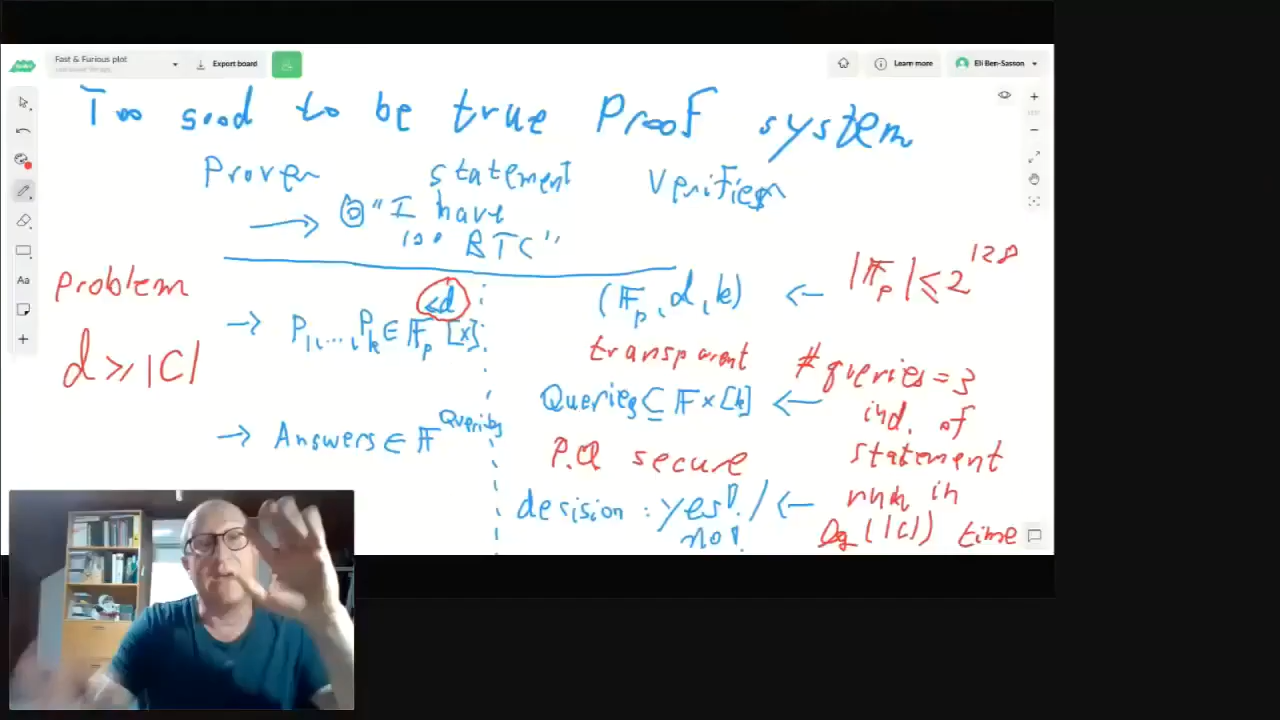 Fast & Furious plot
Export board
Learn more
Eli Ben-Sasson
Too good to be true Proof system
Prover statement Verifier
→ "I have
100 BTC"
Problem
d ≥ |C|
→ P₁,...,Pₖ ∈ 𝔽ₚ^{<d}[x]
→ Answers ∈ 𝔽^Queries
(𝔽ₚ, d, k) ← |𝔽ₚ| ≤ 2^128
transparent
Queries ⊆ 𝔽 × [k] ←
P.Q secure
decision: yes! / ←
no!
# queries = 3
ind. of
statement
run in
log(|C|) time
Aa